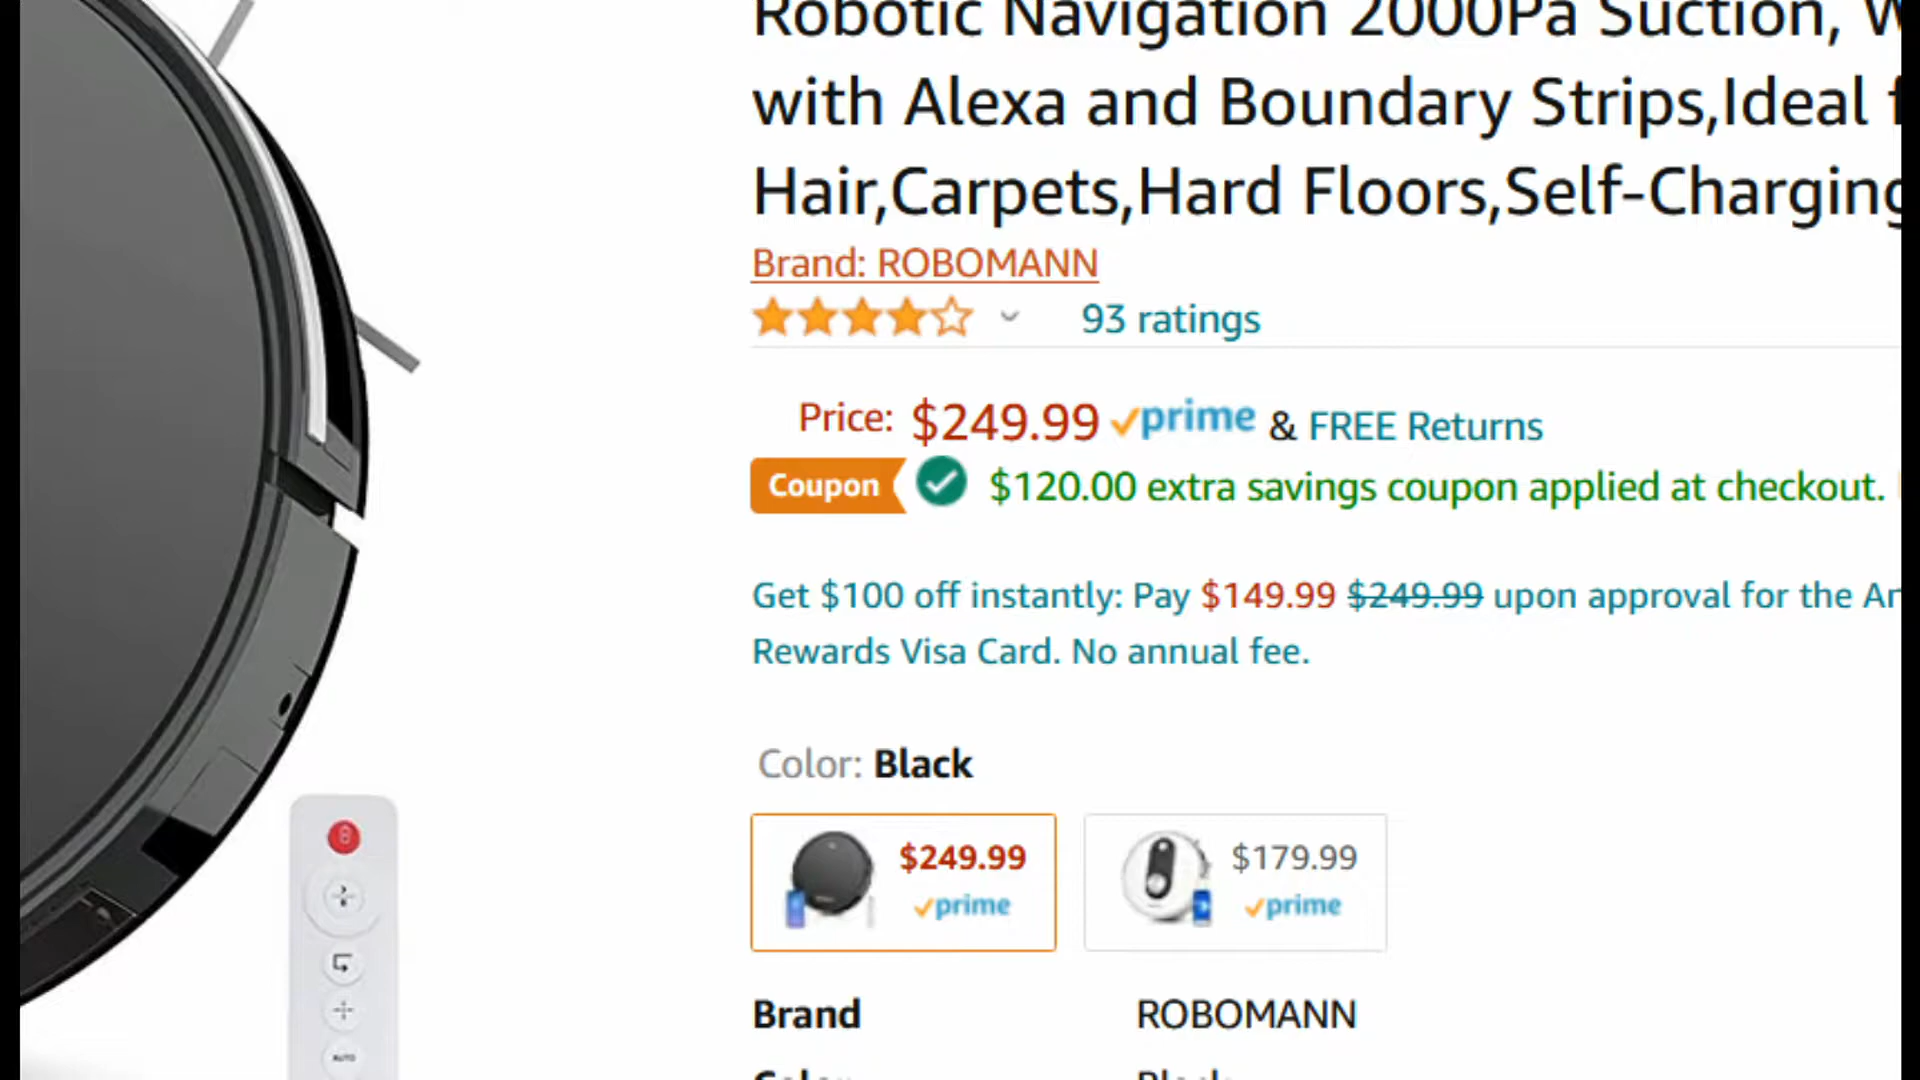 Robotic Navigation 2000Pa Suction,
with Alexa and Boundary Strips,Ideal
Hair,Carpets,Hard Floors,Self-Charging
Brand: ROBOMANN
93 ratings
Price: $249.99 prime & FREE Returns
Coupon $120.00 extra savings coupon applied at checkout.
Get $100 off instantly: Pay $149.99 $249.99 upon approval for the
Rewards Visa Card. No annual fee.
Color: Black
$249.99 $179.99
prime prime
Brand ROBOMANN
AUTO
Color Black